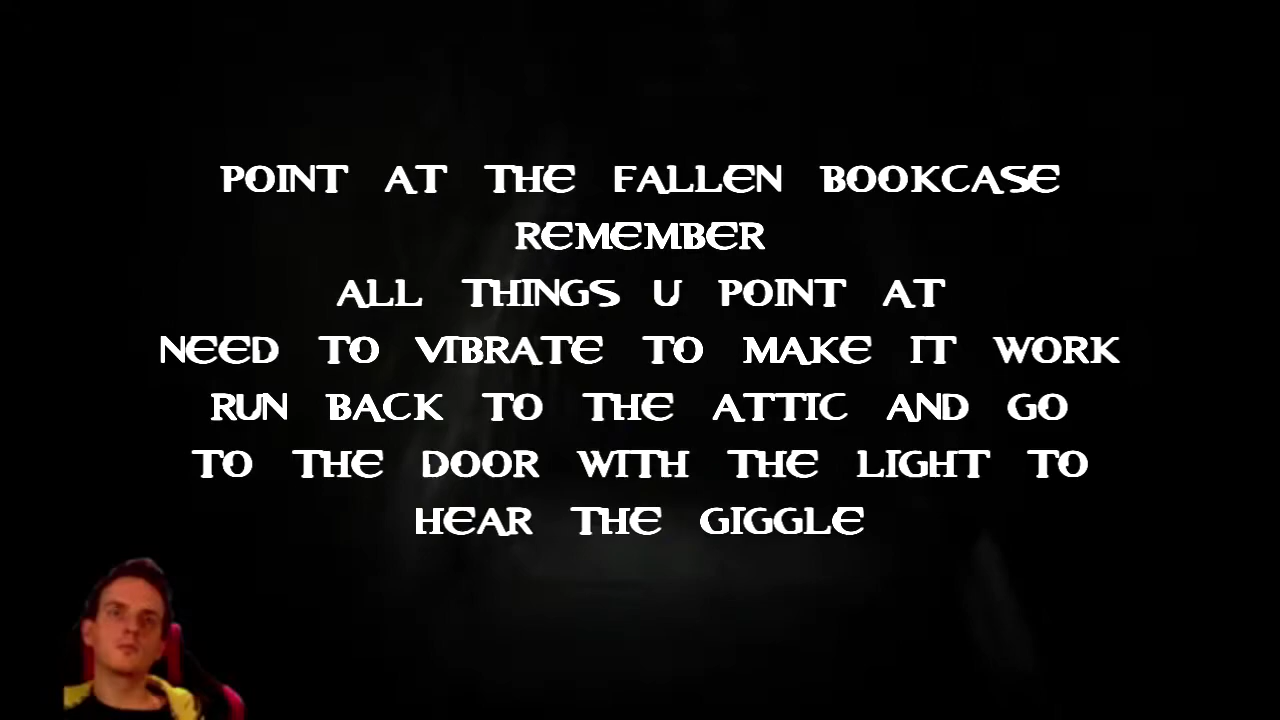 POINT AT THE FALLEN BOOKCASE
REMEMBER
ALL THINGS U POINT AT
NEED TO VIBRATE TO MAKE IT WORK
RUN BACK TO THE ATTIC AND GO
TO THE DOOR WITH THE LIGHT TO
HEAR THE GIGGLE